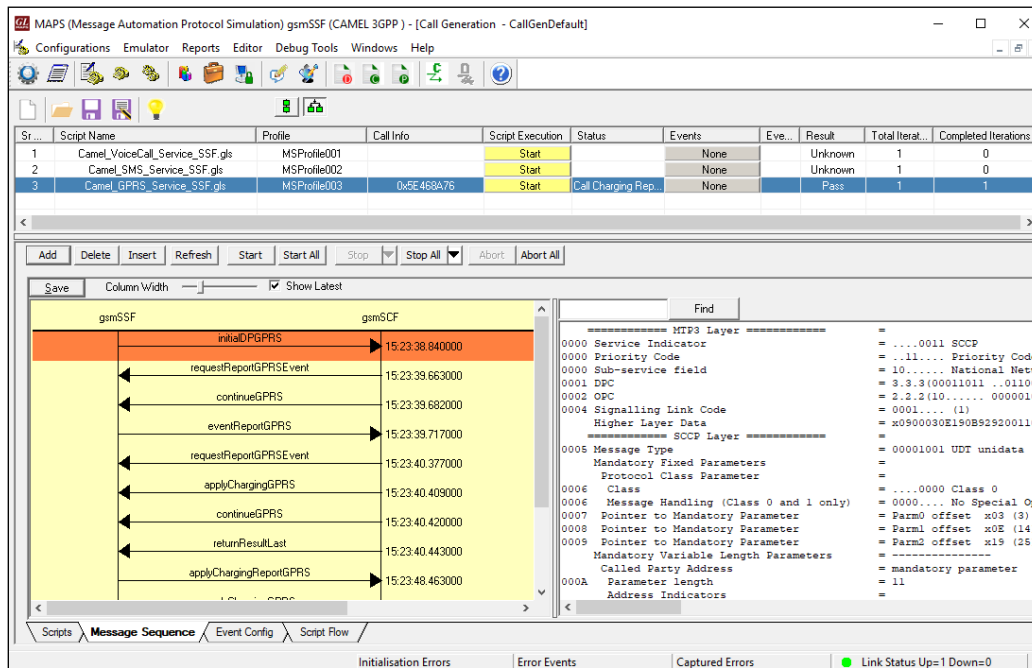 GL MAPS (Message Automation Protocol Simulation) gsmSSF (CAMEL 3GPP ) - [Call Generation - CallGenDefault]
Configurations Emulator Reports Editor Debug Tools Windows Help
Sr ... Script Name Profile Call Info Script Execution Status Events Eve... Result Total Iterat... Completed Iterations
1 Camel_VoiceCall_Service_SSF.gls MSProfile001 Start None Unknown 1 0
2 Camel_SMS_Service_SSF.gls MSProfile002 Start None Unknown 1 0
3 Camel_GPRS_Service_SSF.gls MSProfile003 0x5E468A76 Start Call Charging Rep... None Pass 1 1
Add Delete Insert Refresh Start Start All Stop Stop All Abort Abort All
Save Column Width Show Latest
Find
gsmSSF gsmSCF
initialDPGPRS
15:23:38.840000
requestReportGPRSEvent
15:23:39.663000
continueGPRS
15:23:39.682000
eventReportGPRS
15:23:39.717000
requestReportGPRSEvent
15:23:40.377000
applyChargingGPRS
15:23:40.409000
continueGPRS
15:23:40.420000
returnResultLast
15:23:40.443000
applyChargingReportGPRS
15:23:48.463000
============ MTP3 Layer ============ =
0000 Service Indicator = ....0011 SCCP
0000 Priority Code = ..11.... Priority Code
0000 Sub-service field = 10...... National Netw
0001 DPC = 3.3.3(00011011 ..01100
0002 OPC = 2.2.2(10...... 0000010
0004 Signalling Link Code = 0001.... (1)
Higher Layer Data = x0900030E190B929200110
============ SCCP Layer ============ =
0005 Message Type = 00001001 UDT unidata
Mandatory Fixed Parameters =
Protocol Class Parameter =
0006 Class = ....0000 Class 0
0006 Message Handling (Class 0 and 1 only) = 0000.... No Special Op
0007 Pointer to Mandatory Parameter = Parm0 offset x03 (3)
0008 Pointer to Mandatory Parameter = Parm1 offset x0E (14
0009 Pointer to Mandatory Parameter = Parm2 offset x19 (25
Mandatory Variable Length Parameters = ---------------
Called Party Address = mandatory parameter
000A Parameter length = 11
Address Indicators =
Scripts Message Sequence Event Config Script Flow
Initialisation Errors Error Events Captured Errors Link Status Up=1 Down=0